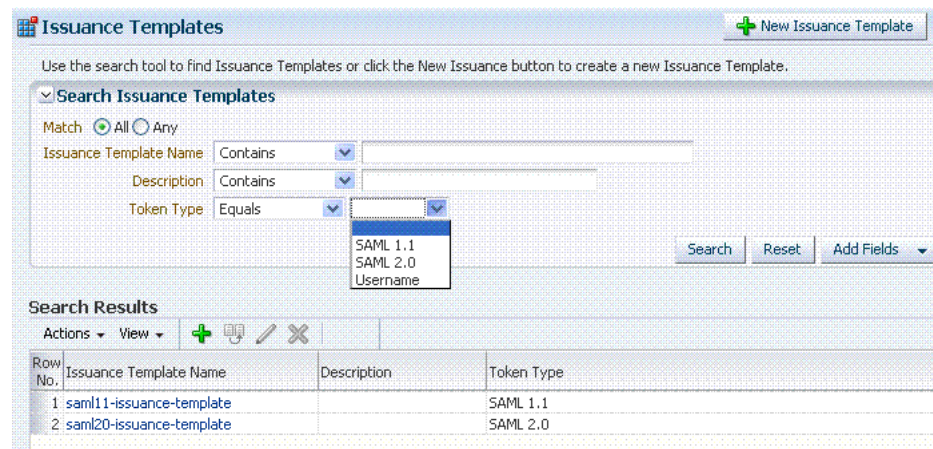 Issuance Templates
New Issuance Template
Use the search tool to find Issuance Templates or click the New Issuance button to create a new Issuance Template.
Search Issuance Templates
Match All Any
Issuance Template Name Contains
Description Contains
Token Type Equals
SAML 1.1
SAML 2.0
Username
Search Reset Add Fields
Search Results
Actions View
Row No. Issuance Template Name Description Token Type
1 saml11-issuance-template SAML 1.1
2 saml20-issuance-template SAML 2.0